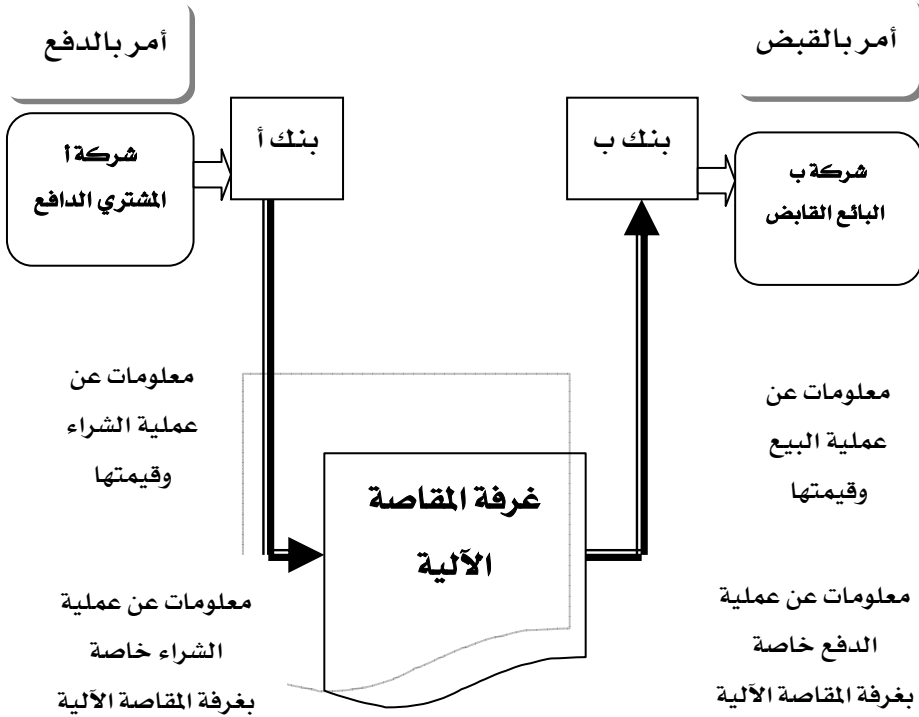 أمر بالقبض
أمر بالدفع
بنك ب
بنك أ
شركة ب
البائع القابض
شركة أ
المشتري الدافع
معلومات عن
عملية البيع
وقيمتها
معلومات عن
عملية الشراء
وقيمتها
غرفة المقاصة
الآلية
معلومات عن عملية
الدفع خاصة
بغرفة المقاصة الآلية
معلومات عن عملية
الشراء خاصة
بغرفة المقاصة الآلية